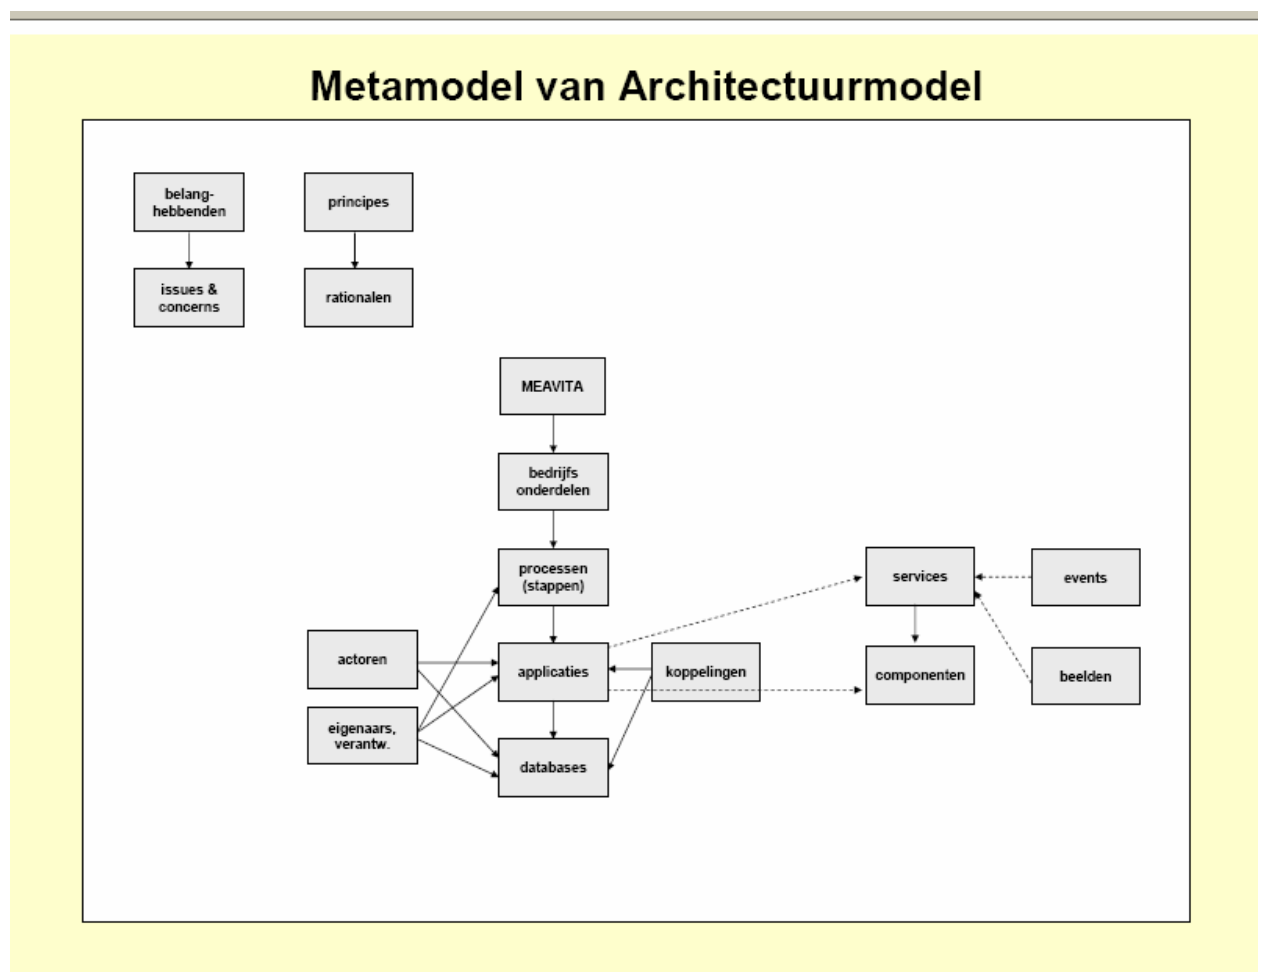 Metamodel van Architectuurmodel
belang-
hebbenden
principes
issues &
concerns
rationalen
MEAVITA
bedrijfs
onderdelen
processen
(stappen)
services
events
actoren
applicaties
koppelingen
componenten
beelden
eigenaars,
verantw.
databases